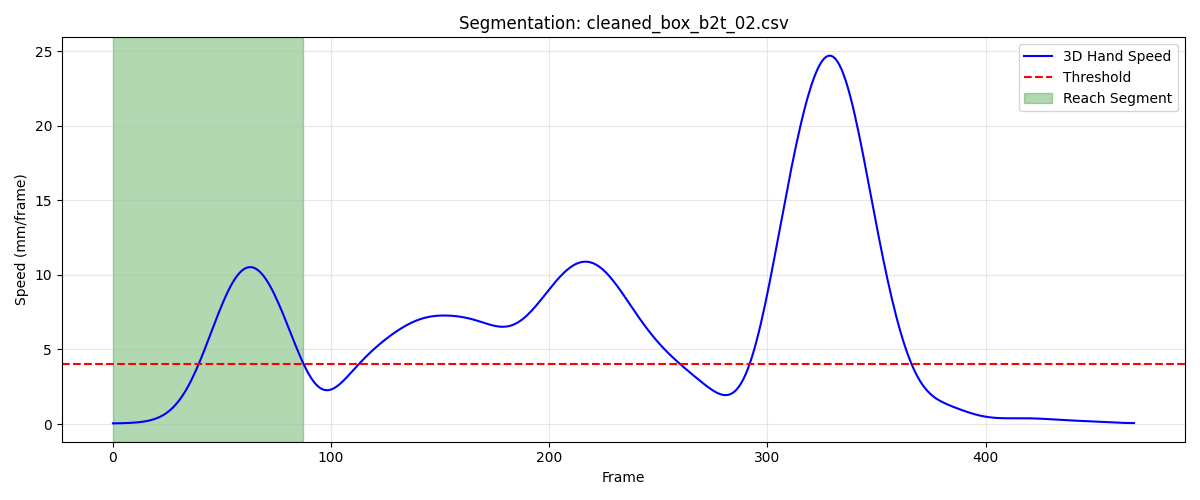 Segmentation: cleaned_box_b2t_02.csv
3D Hand Speed
Threshold
Reach Segment
Speed (mm/frame)
25
20
15
10
5
0
0 100 200 300 400
Frame